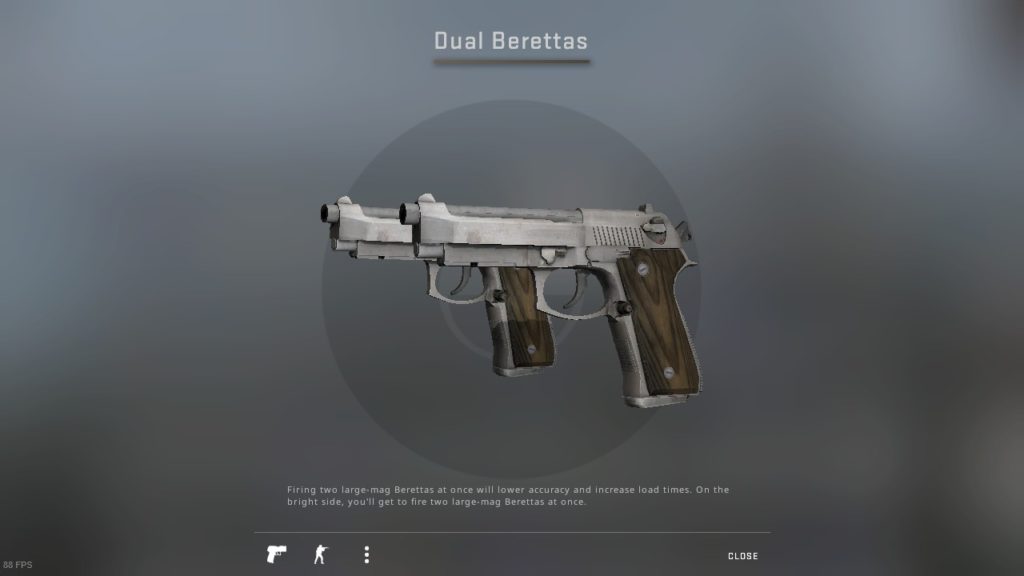 Dual Berettas
Firing two large-mag Berettas at once will lower accuracy and increase load times. On the
bright side, you'll get to fire two large-mag Berettas at once.
CLOSE
88 FPS